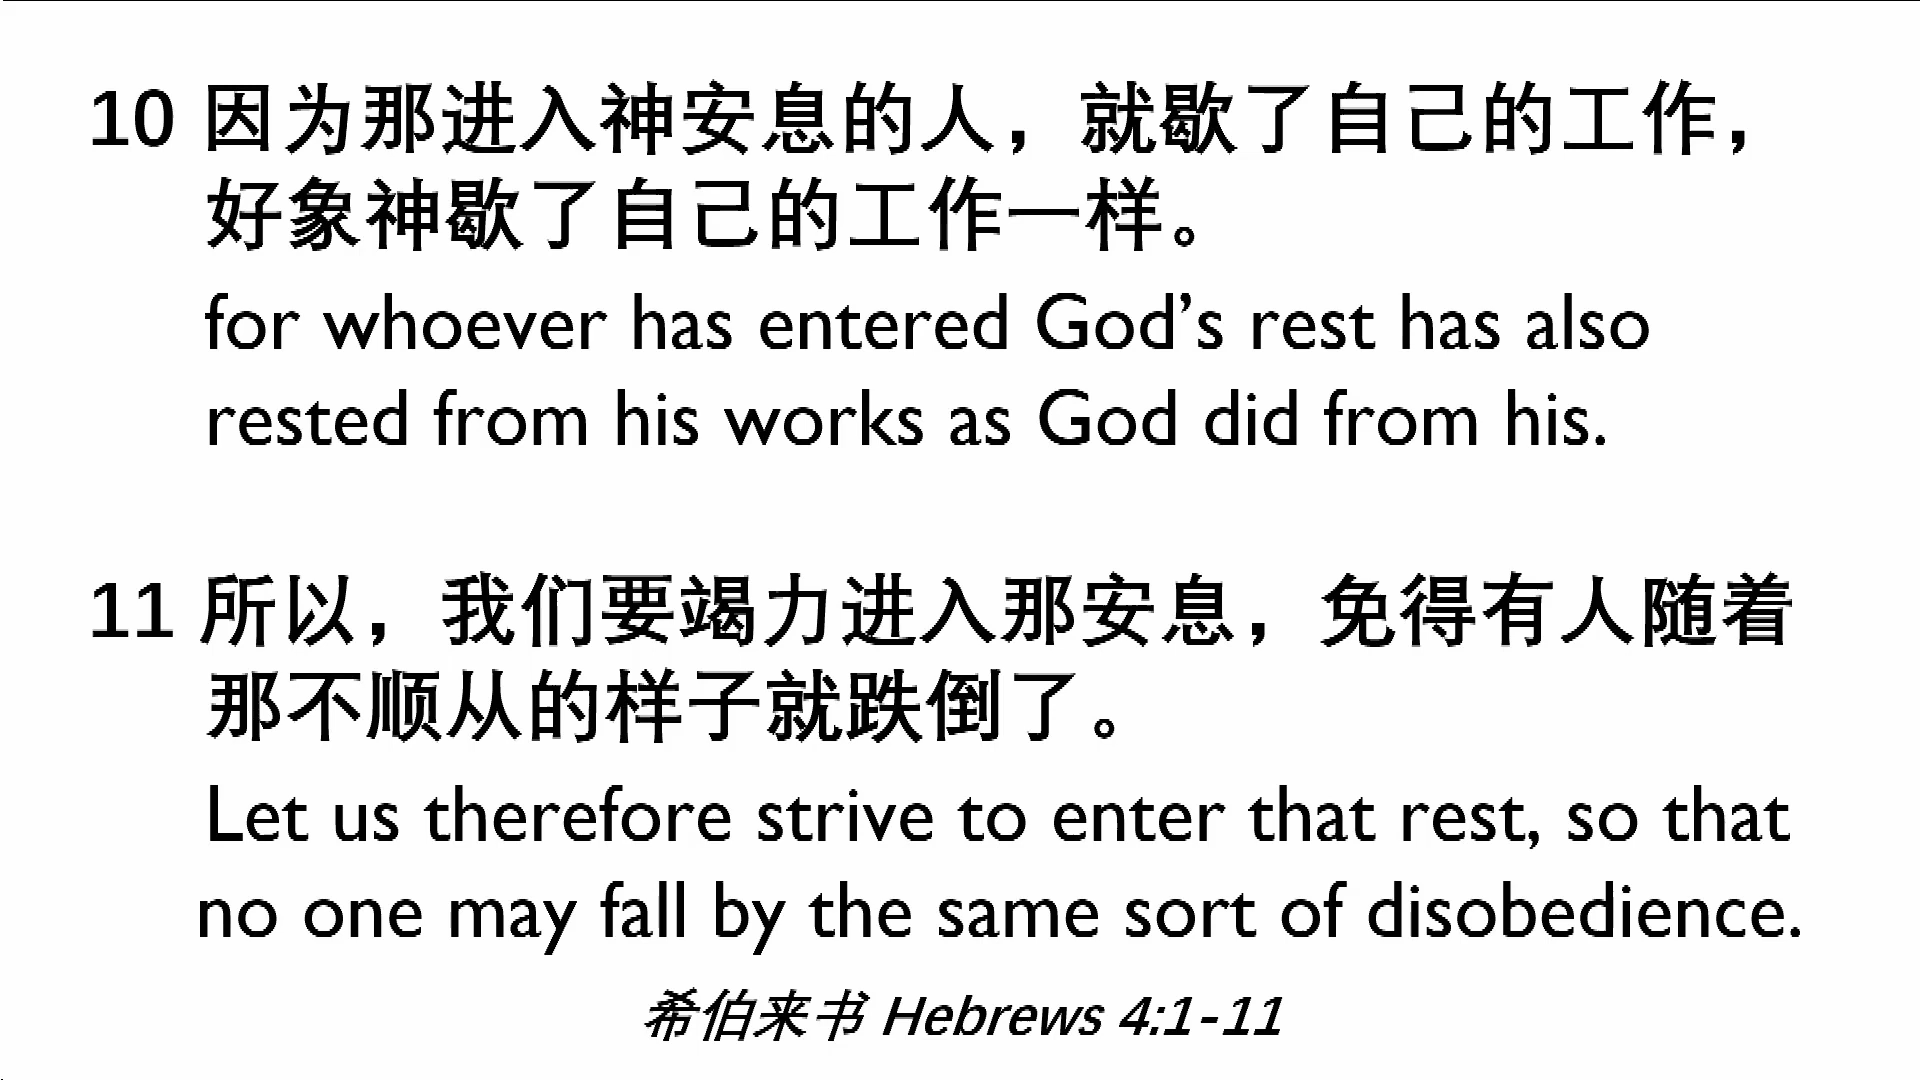 10 因为那进入神安息的人，就歇了自己的工作，
好象神歇了自己的工作一样。
for whoever has entered God’s rest has also
rested from his works as God did from his.
11 所以，我们要竭力进入那安息，免得有人随着
那不顺从的样子就跌倒了。
Let us therefore strive to enter that rest, so that
no one may fall by the same sort of disobedience.
希伯来书 Hebrews 4:1-11